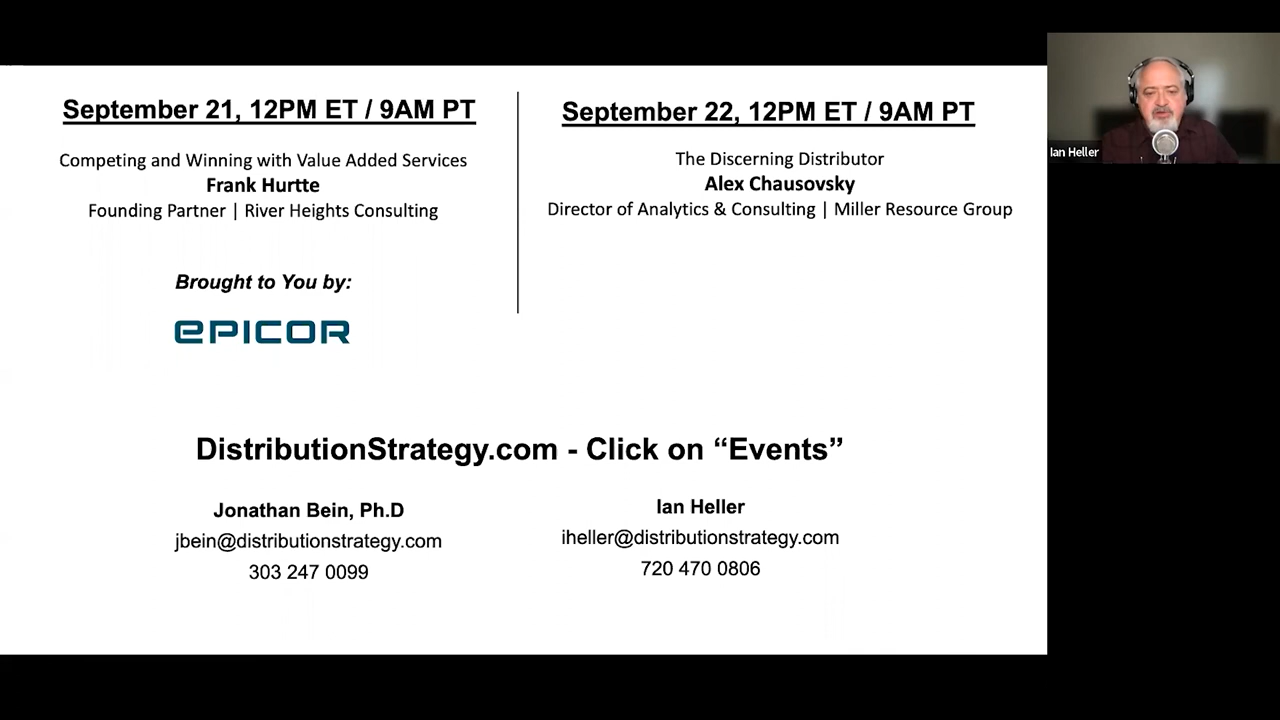 September 21, 12PM ET / 9AM PT
Competing and Winning with Value Added Services
Frank Hurtte
Founding Partner | River Heights Consulting
Brought to You by:
EPICOR
September 22, 12PM ET / 9AM PT
The Discerning Distributor
Alex Chausovsky
Director of Analytics & Consulting | Miller Resource Group
DistributionStrategy.com - Click on “Events”
Jonathan Bein, Ph.D
jbein@distributionstrategy.com
303 247 0099
Ian Heller
iheller@distributionstrategy.com
720 470 0806
Ian Heller